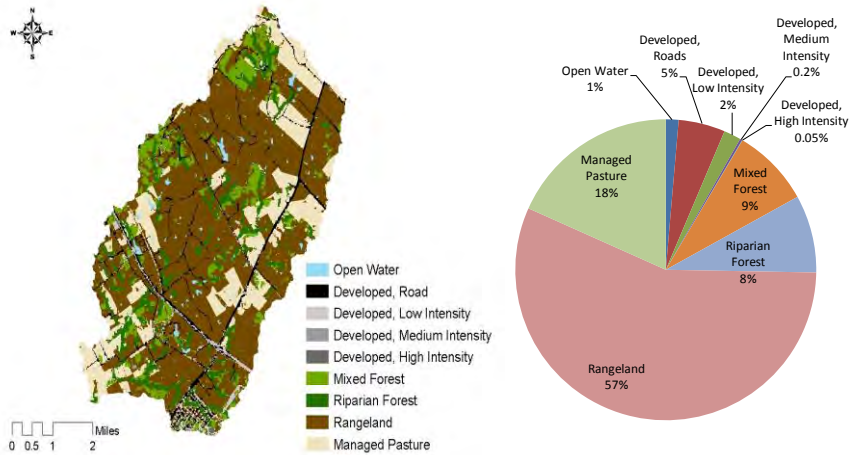 N
W
E
S
Open Water
Developed, Road
Developed, Low Intensity
Developed, Medium Intensity
Developed, High Intensity
Mixed Forest
Riparian Forest
Rangeland
Managed Pasture
Miles
0 0.5 1 2
Open Water
1%
Developed,
Roads
5%
Developed,
Low Intensity
2%
Developed,
Medium
Intensity
0.2%
Developed,
High Intensity
0.05%
Mixed
Forest
9%
Riparian
Forest
8%
Rangeland
57%
Managed
Pasture
18%